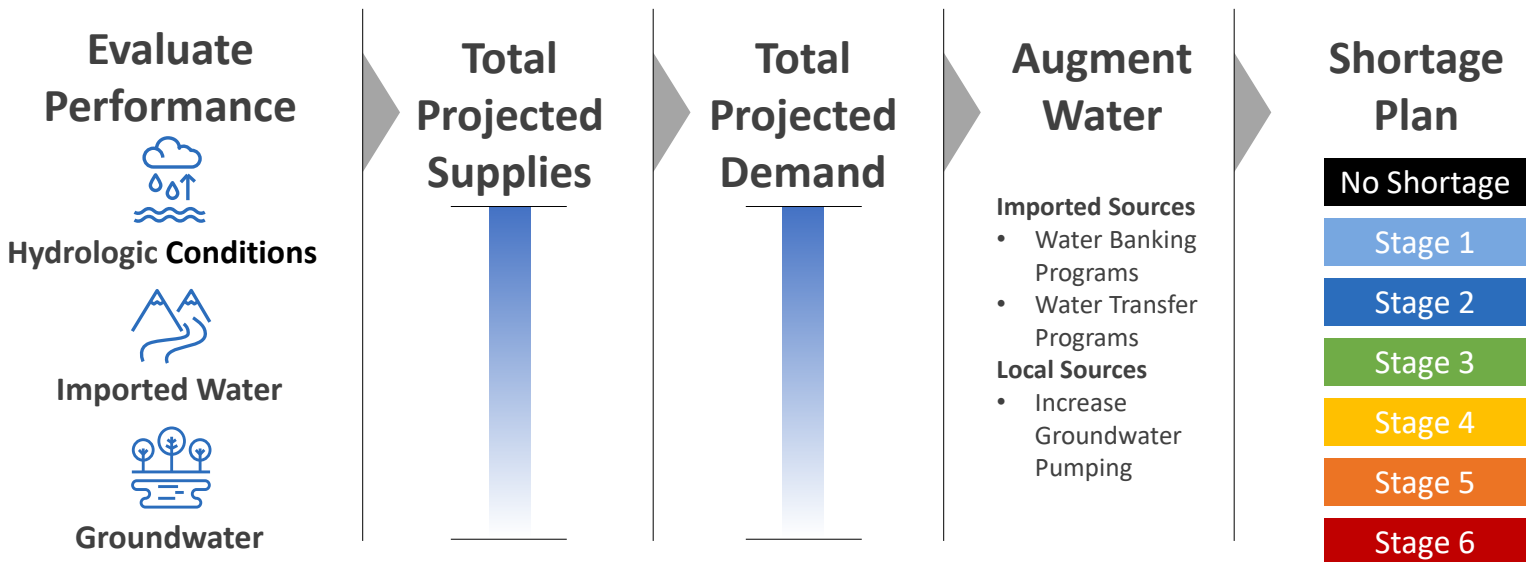 Evaluate
Performance
Hydrologic Conditions
Imported Water
Groundwater
Total
Projected
Supplies
Total
Projected
Demand
Augment
Water
Imported Sources
• Water Banking
Programs
• Water Transfer
Programs
Local Sources
• Increase
Groundwater
Pumping
Shortage
Plan
No Shortage
Stage 1
Stage 2
Stage 3
Stage 4
Stage 5
Stage 6